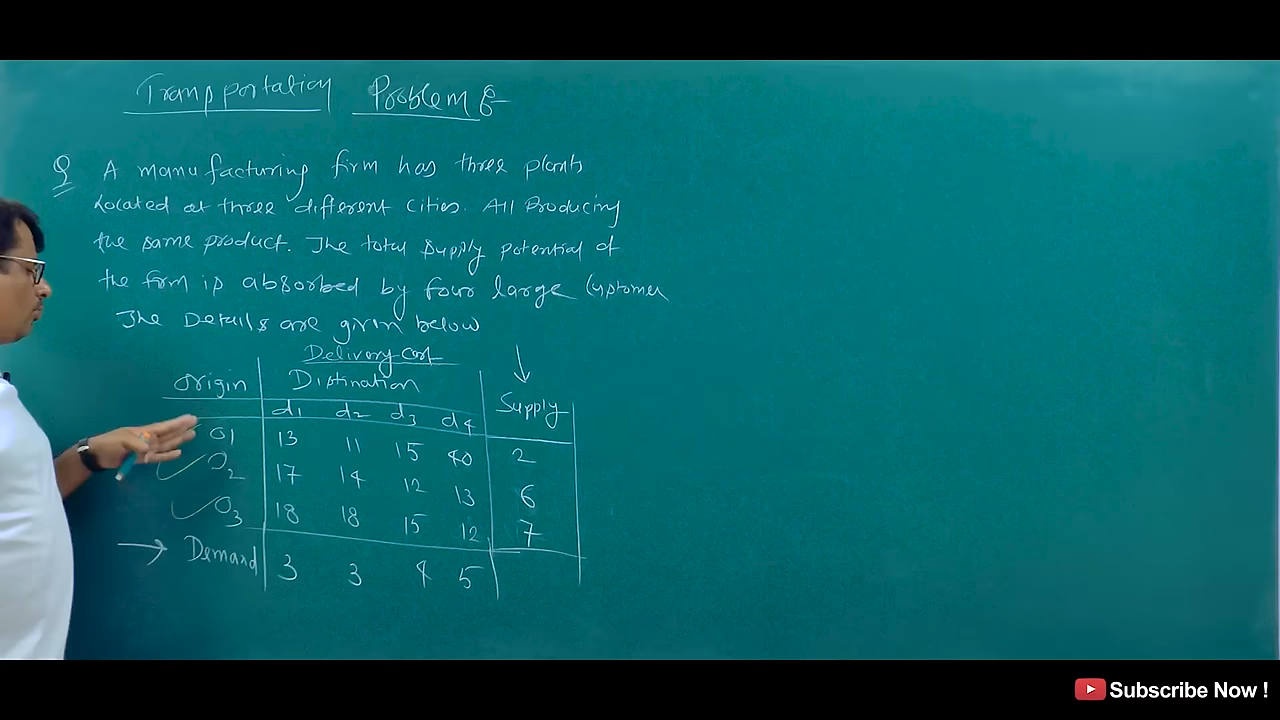 Transportation Problem :-
Q A manufacturing firm has three plants
Located at three different Cities. All Producing
the same product. The total Supply potential of
the firm is absorbed by four large Customer
The Details are given below
Delivery cost
origin Distination Supply
d1 d2 d3 d4
O1 13 11 15 40 2
O2 17 14 12 13 6
O3 18 18 15 12 7
→ Demand 3 3 4 5
Subscribe Now !